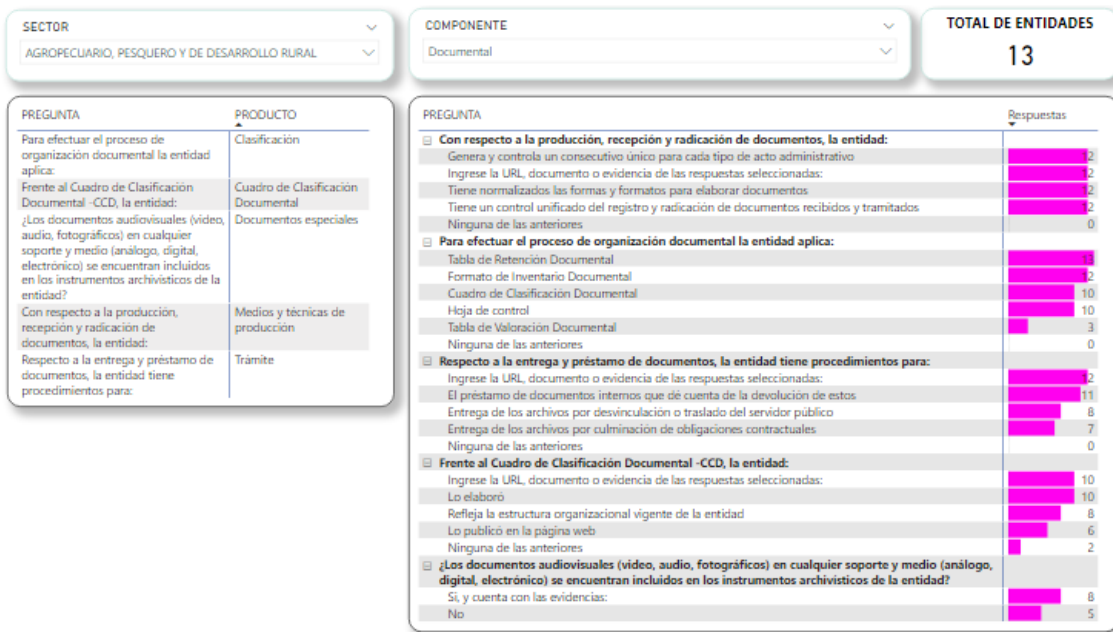 SECTOR
AGROPECUARIO, PESQUERO Y DE DESARROLLO RURAL
COMPONENTE
Documental
TOTAL DE ENTIDADES
13
PREGUNTA PRODUCTO
Para efectuar el proceso de Clasificación
organización documental la entidad
aplica:
Frente al Cuadro de Clasificación Cuadro de Clasificación
Documental -CCD, la entidad: Documental
¿Los documentos audiovisuales (video, Documentos especiales
audio, fotográficos) en cualquier
soporte y medio (análogo, digital,
electrónico) se encuentran incluidos
en los instrumentos archivísticos de la
entidad?
Con respecto a la producción, Medios y técnicas de
recepción y radicación de producción
documentos, la entidad:
Respecto a la entrega y préstamo de Trámite
documentos, la entidad tiene
procedimientos para:
PREGUNTA Respuestas
Con respecto a la producción, recepción y radicación de documentos, la entidad:
Genera y controla un consecutivo único para cada tipo de acto administrativo 12
Ingrese la URL, documento o evidencia de las respuestas seleccionadas: 12
Tiene normalizados las formas y formatos para elaborar documentos 12
Tiene un control unificado del registro y radicación de documentos recibidos y tramitados 12
Ninguna de las anteriores 0
Para efectuar el proceso de organización documental la entidad aplica:
Tabla de Retención Documental 13
Formato de Inventario Documental 12
Cuadro de Clasificación Documental 10
Hoja de control 10
Tabla de Valoración Documental 3
Ninguna de las anteriores 0
Respecto a la entrega y préstamo de documentos, la entidad tiene procedimientos para:
Ingrese la URL, documento o evidencia de las respuestas seleccionadas: 12
El préstamo de documentos internos que dé cuenta de la devolución de estos 11
Entrega de los archivos por desvinculación o traslado del servidor público 8
Entrega de los archivos por culminación de obligaciones contractuales 7
Ninguna de las anteriores 0
Frente al Cuadro de Clasificación Documental -CCD, la entidad:
Ingrese la URL, documento o evidencia de las respuestas seleccionadas: 10
Lo elaboró 10
Refleja la estructura organizacional vigente de la entidad 8
Lo publicó en la página web 6
Ninguna de las anteriores 2
¿Los documentos audiovisuales (video, audio, fotográficos) en cualquier soporte y medio (análogo,
digital, electrónico) se encuentran incluidos en los instrumentos archivísticos de la entidad?
Si, y cuenta con las evidencias: 8
No 5